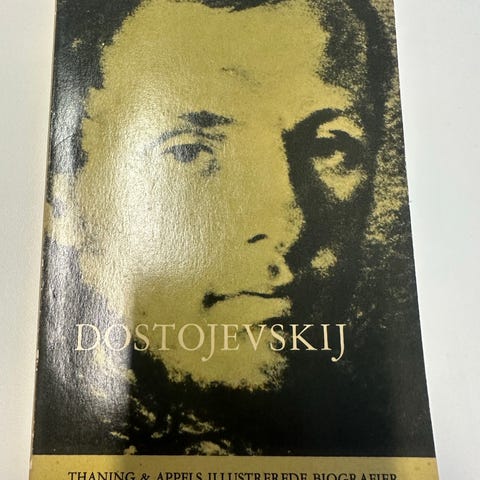 DOSTOJEVSKIJ
THANING & APPELS ILLUSTREREDE BIOGRAFIER